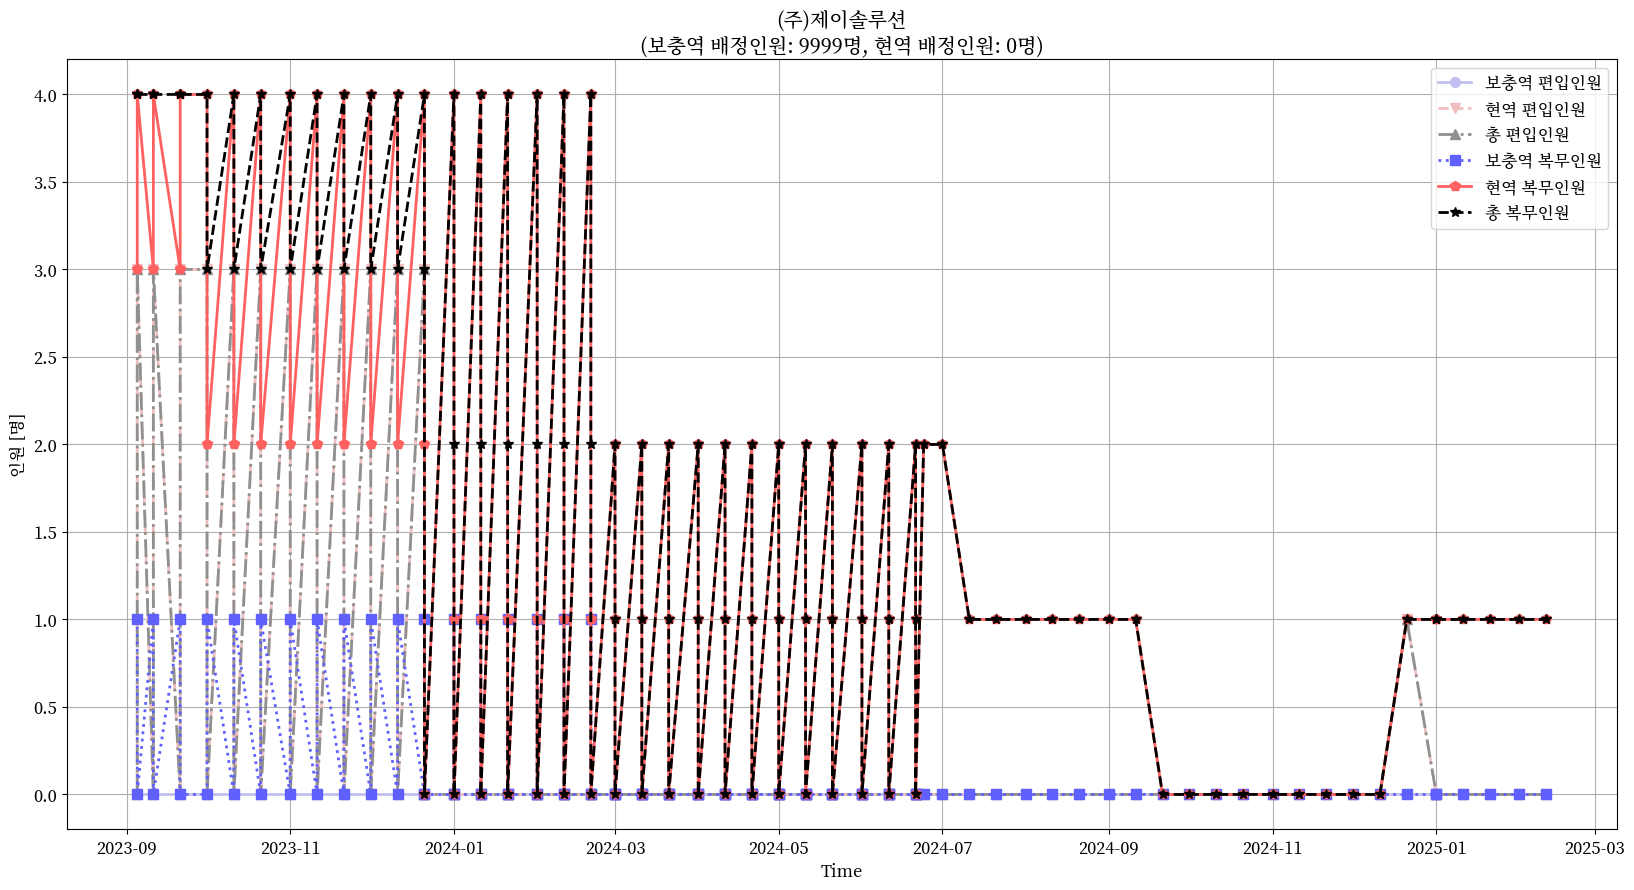 (주)제이솔루션
(보충역 배정인원: 9999명, 현역 배정인원: 0명)
보충역 편입인원
현역 편입인원
총 편입인원
보충역 복무인원
현역 복무인원
총 복무인원
4.0
3.5
3.0
2.5
2.0
1.5
1.0
0.5
0.0
인원 [명]
2023-09
2023-11
2024-01
2024-03
2024-05
2024-07
2024-09
2024-11
2025-01
2025-03
Time